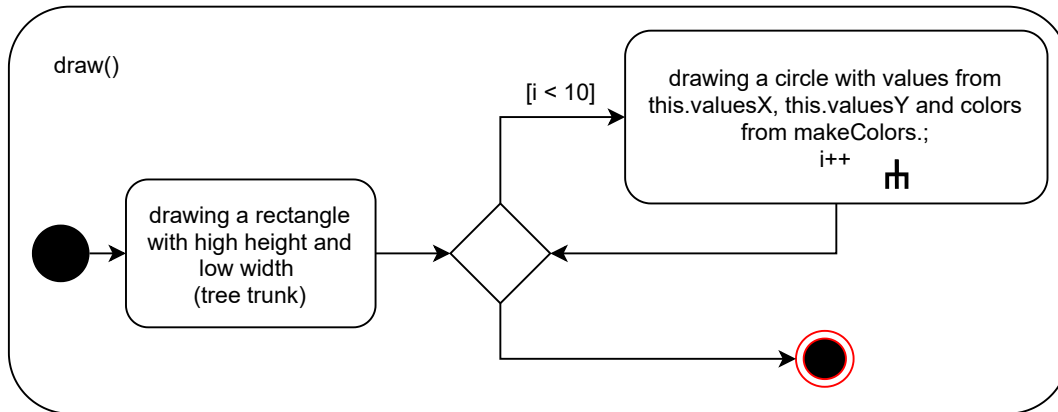 draw()
[i < 10]
drawing a circle with values from
this.valuesX, this.valuesY and colors
from makeColors.;
i++
drawing a rectangle
with high height and
low width
(tree trunk)